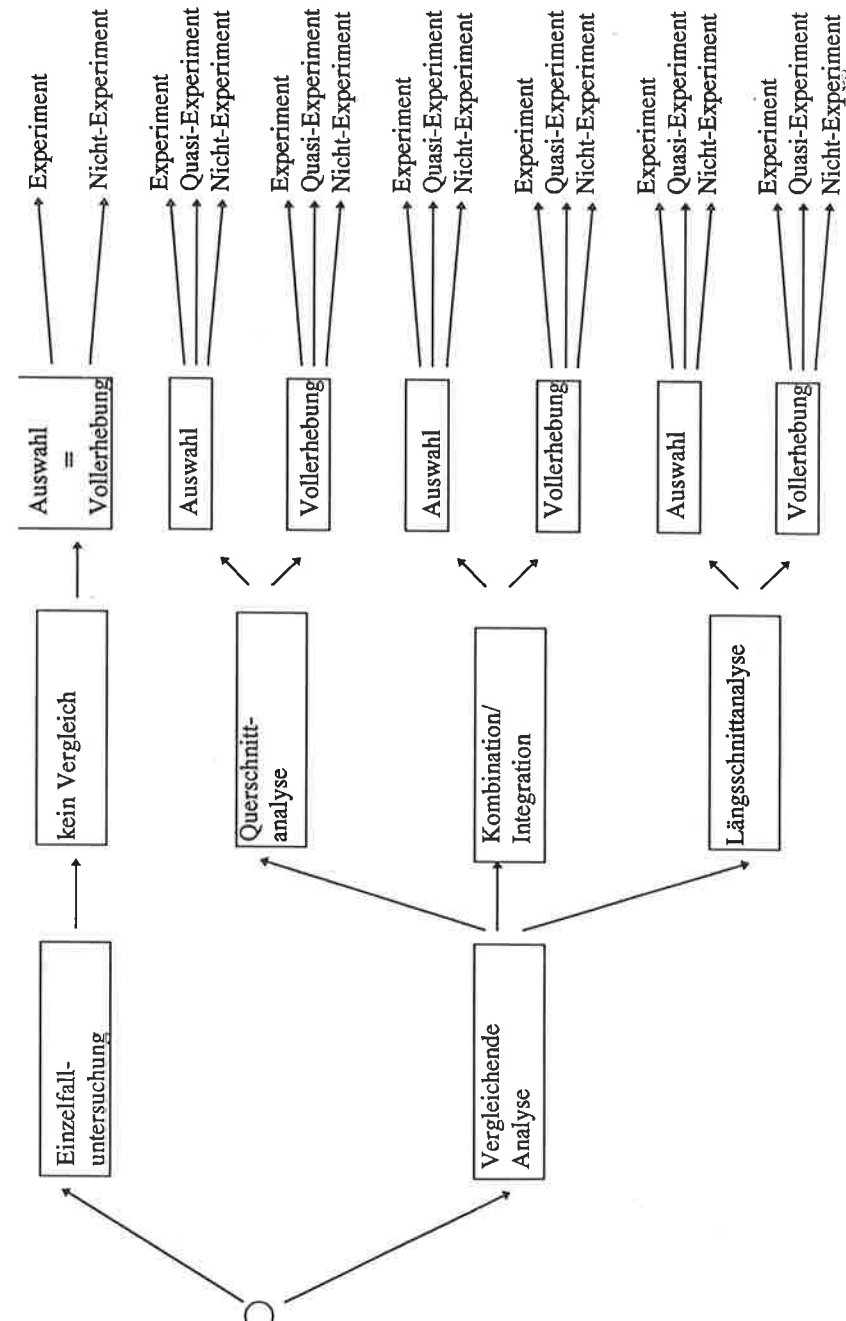 Einzelfall-
untersuchung
Vergleichende
Analyse
kein Vergleich
Querschnitt-
analyse
Kombination/
Integration
Längsschnittanalyse
Auswahl
=
Vollerhebung
Auswahl
Vollerhebung
Auswahl
Vollerhebung
Auswahl
Vollerhebung
Experiment
Nicht-Experiment
Experiment
Quasi-Experiment
Nicht-Experiment
Experiment
Quasi-Experiment
Nicht-Experiment
Experiment
Quasi-Experiment
Nicht-Experiment
Experiment
Quasi-Experiment
Nicht-Experiment
Experiment
Quasi-Experiment
Nicht-Experiment
Experiment
Quasi-Experiment
Nicht-Experiment